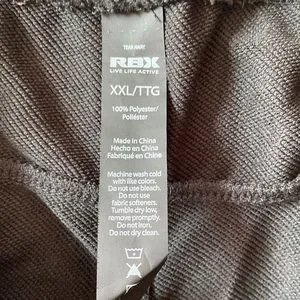 TEAR AWAY
RBX
LIVE LIFE ACTIVE
XXL/TTG
100% Polyester/
Poliéster
Made in China
Hecho en China
Fabriqué en Chine
Machine wash cold
with like colors.
Do not use bleach.
Do not use
fabric softeners.
Tumble dry low,
remove promptly.
Do not iron.
Do not dry clean.